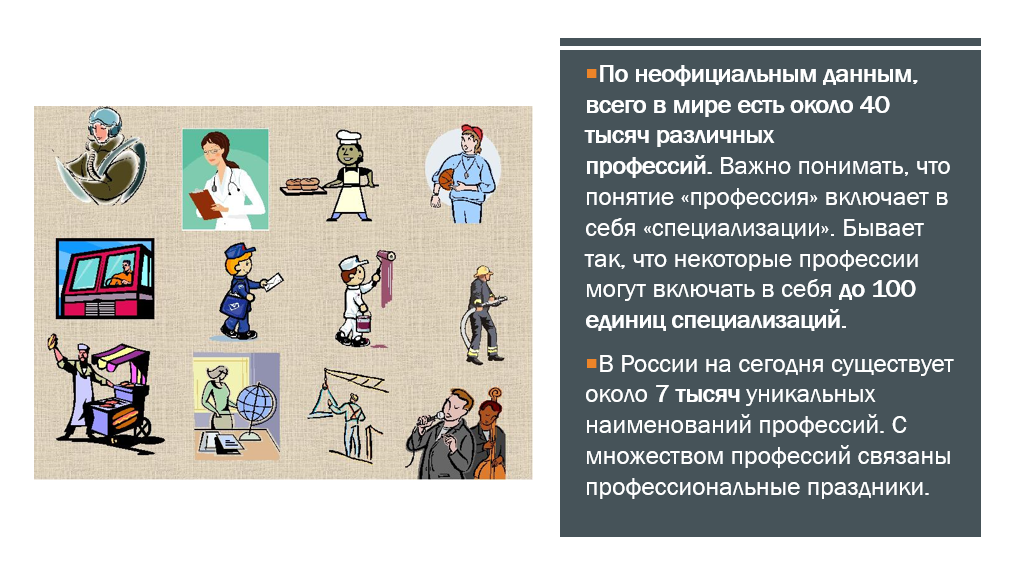 ▪По неофициальным данным,
всего в мире есть около 40
тысяч различных
профессий. Важно понимать, что
понятие «профессия» включает в
себя «специализации». Бывает
так, что некоторые профессии
могут включать в себя до 100
единиц специализаций.
▪В России на сегодня существует
около 7 тысяч уникальных
наименований профессий. С
множеством профессий связаны
профессиональные праздники.